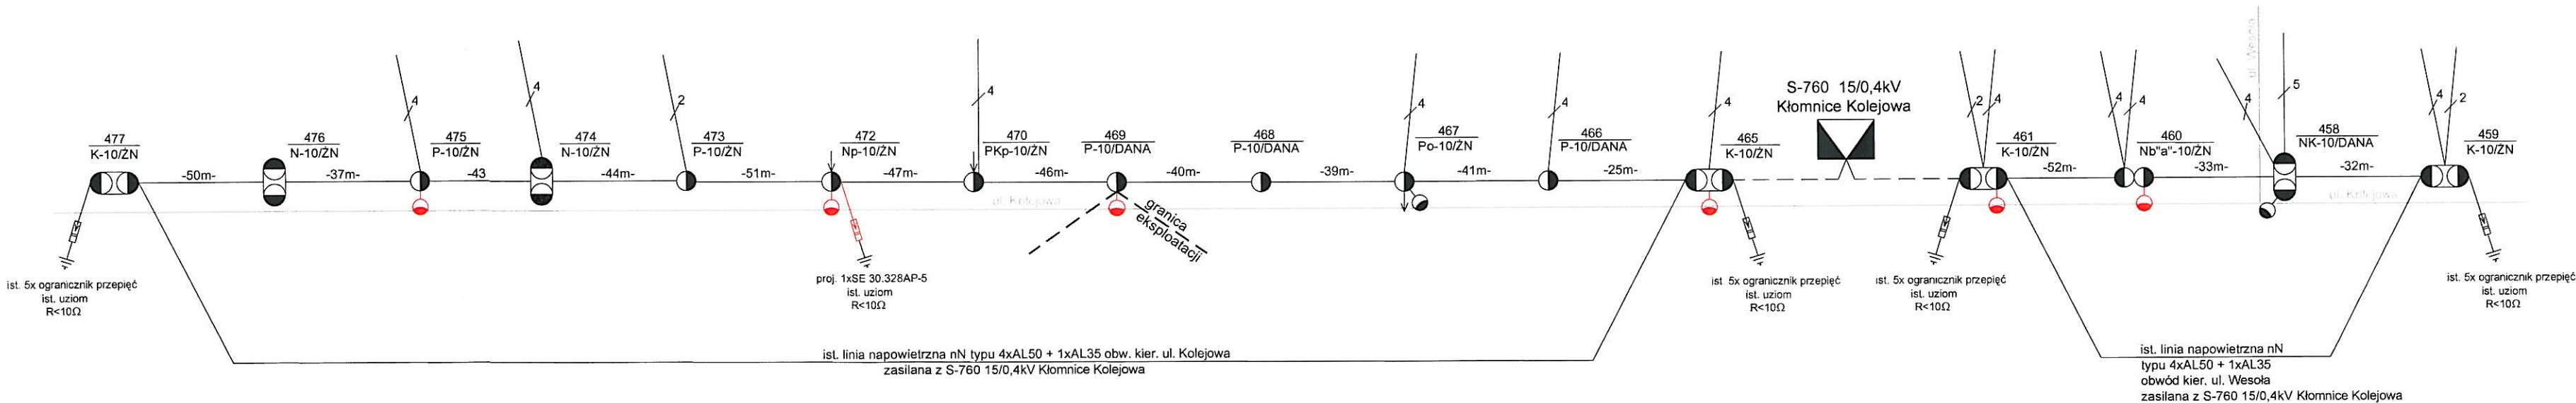 477
K-10/ŻN
-50m-
476
N-10/ŻN
-37m-
4
475
P-10/ŻN
-43
4
474
N-10/ŻN
-44m-
2
473
P-10/ŻN
-51m-
472
Np-10/ŻN
-47m-
4
470
PKp-10/ŻN
-46m-
469
P-10/DANA
-40m-
468
P-10/DANA
-39m-
4
467
Po-10/ŻN
-41m-
4
466
P-10/DANA
-25m-
4
465
K-10/ŻN
S-760 15/0,4kV
Kłomnice Kolejowa
2
4
461
K-10/ŻN
-52m-
4
4
460
Nb"a"-10/ŻN
-33m-
ul. Wesoła
4
5
458
NK-10/DANA
-32m-
4
2
459
K-10/ŻN
ul. Kolejowa
ul. Kolejowa
granica
eksploatacji
ist. 5x ogranicznik przepięć
ist. uziom
R<10Ω
proj. 1xSE 30.328AP-5
ist. uziom
R<10Ω
ist 5x ogranicznik przepięć
ist. uziom
R<10Ω
ist. 5x ogranicznik przepięć
ist. uziom
R<10Ω
ist. 5x ogranicznik przepięć
ist. uziom
R<10Ω
ist. linia napowietrzna nN typu 4xAL50 + 1xAL35 obw. kier. ul. Kolejowa
zasilana z S-760 15/0,4kV Kłomnice Kolejowa
ist. linia napowietrzna nN
typu 4xAL50 + 1xAL35
obwód kier. ul. Wesoła
zasilana z S-760 15/0,4kV Kłomnice Kolejowa